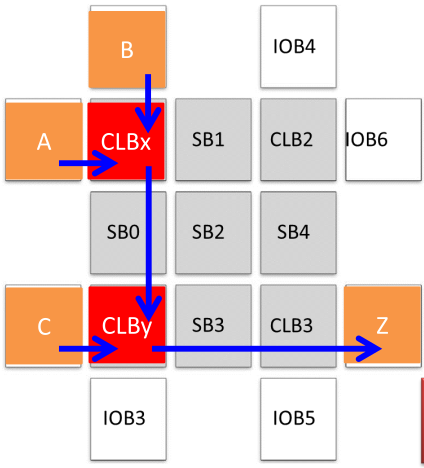 B
IOB4
A
CLBx
SB1
CLB2
IOB6
SB0
SB2
SB4
C
CLBy
SB3
CLB3
Z
IOB3
IOB5